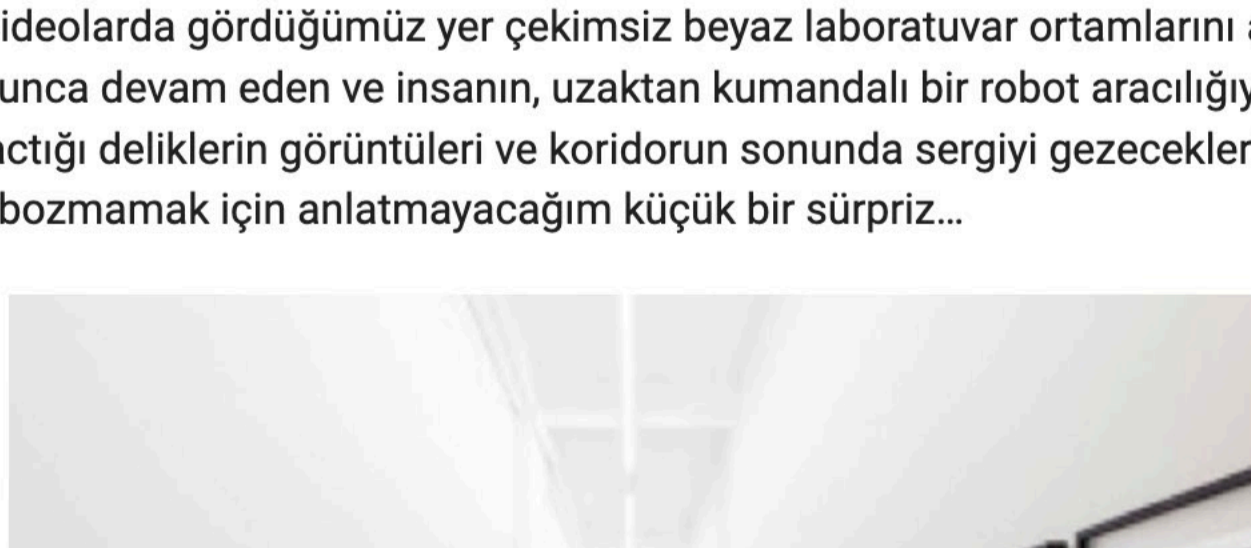 ideolarda gördüğümüz yer çekimsiz beyaz laboratuvar ortamlarını
unca devam eden ve insanın, uzaktan kumandalı bir robot aracılığıy
açtığı deliklerin görüntüleri ve koridorun sonunda sergiyi gezecekler
bozmamak için anlatmayacağım küçük bir sürpriz...